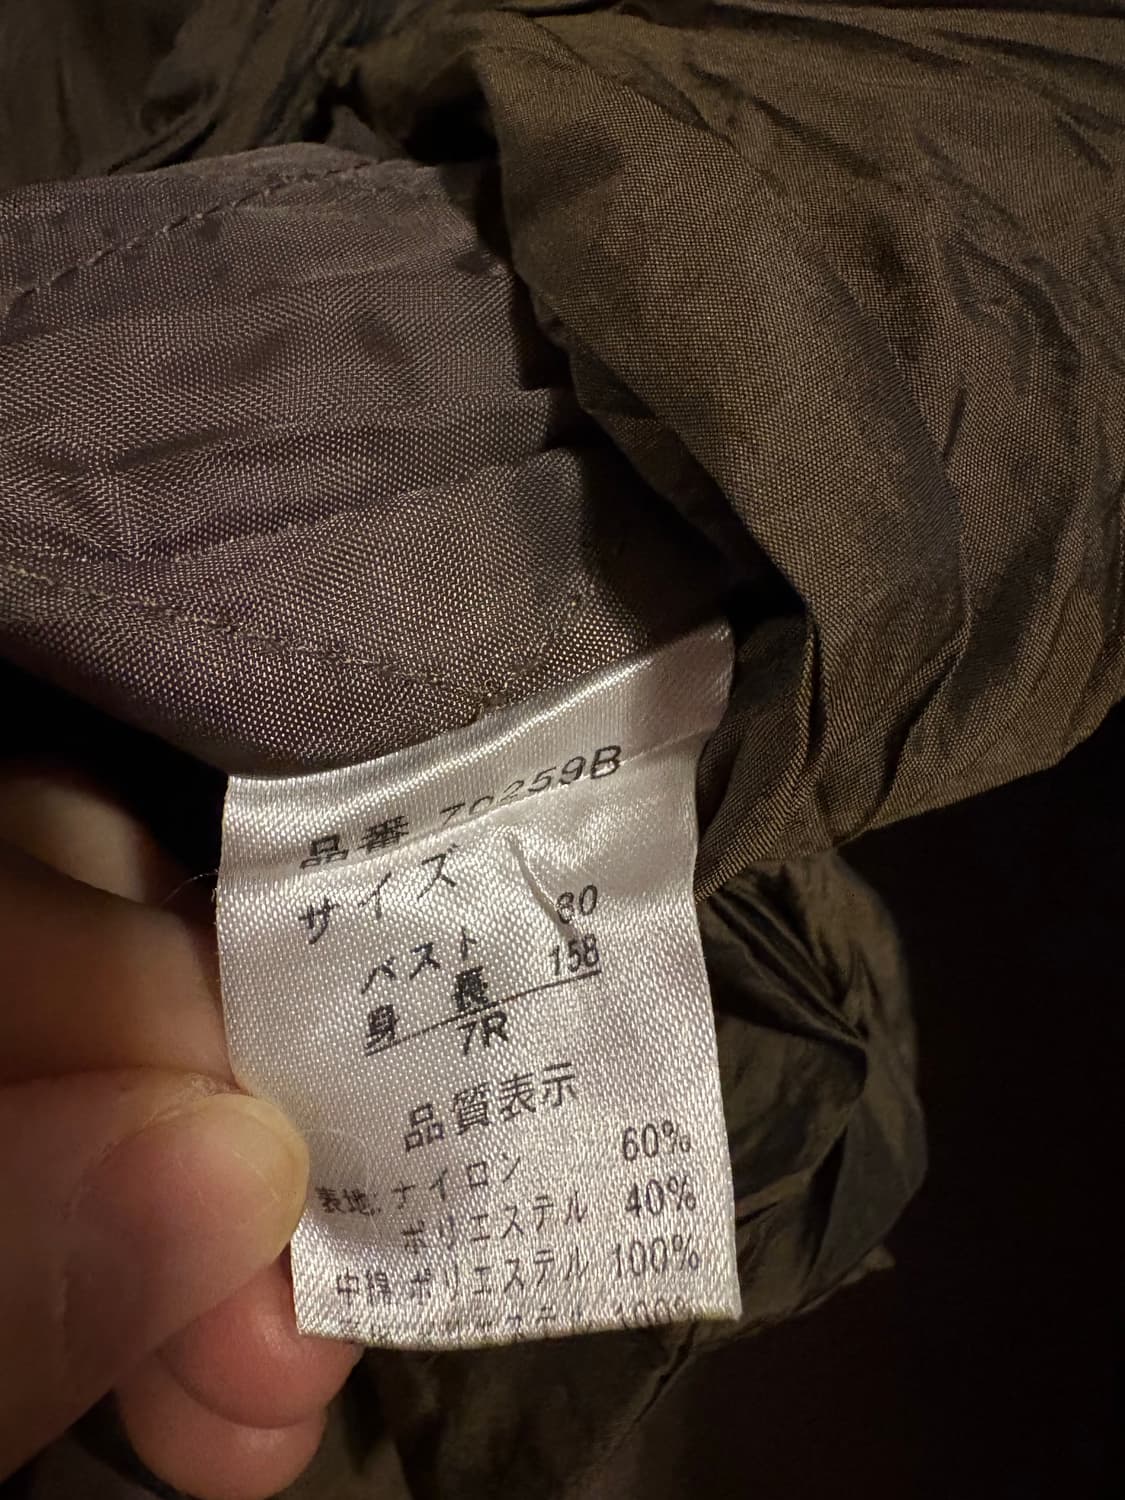 品番 70259B
サイズ
バスト 80
身長 158
7R
品質表示
表地 ナイロン 60%
ポリエステル 40%
中綿 ポリエステル 100%
100%